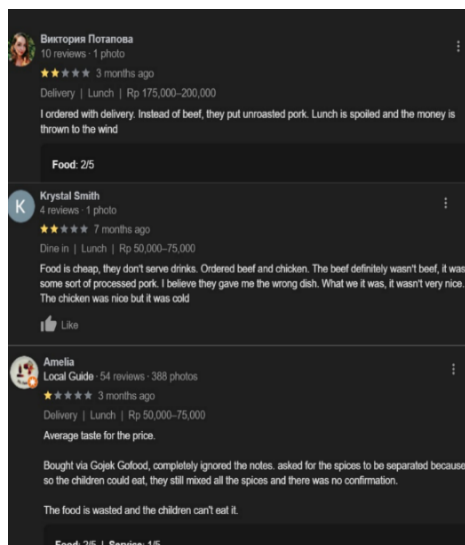 Виктория Потапова
10 reviews · 1 photo
3 months ago
Delivery | Lunch | Rp 175,000–200,000
I ordered with delivery. Instead of beef, they put unroasted pork. Lunch is spoiled and the money is
thrown to the wind
Food: 2/5
K
Krystal Smith
4 reviews · 1 photo
7 months ago
Dine in | Lunch | Rp 50,000–75,000
Food is cheap, they don't serve drinks. Ordered beef and chicken. The beef definitely wasn't beef, it was
some sort of processed pork. I believe they gave me the wrong dish. What we it was, it wasn't very nice.
The chicken was nice but it was cold
Like
Amelia
Local Guide · 54 reviews · 388 photos
3 months ago
Delivery | Lunch | Rp 50,000–75,000
Average taste for the price.
Bought via Gojek Gofood, completely ignored the notes. asked for the spices to be separated because
so the children could eat, they still mixed all the spices and there was no confirmation.
The food is wasted and the children can't eat it.
Food: 2/5 | Service: 1/5